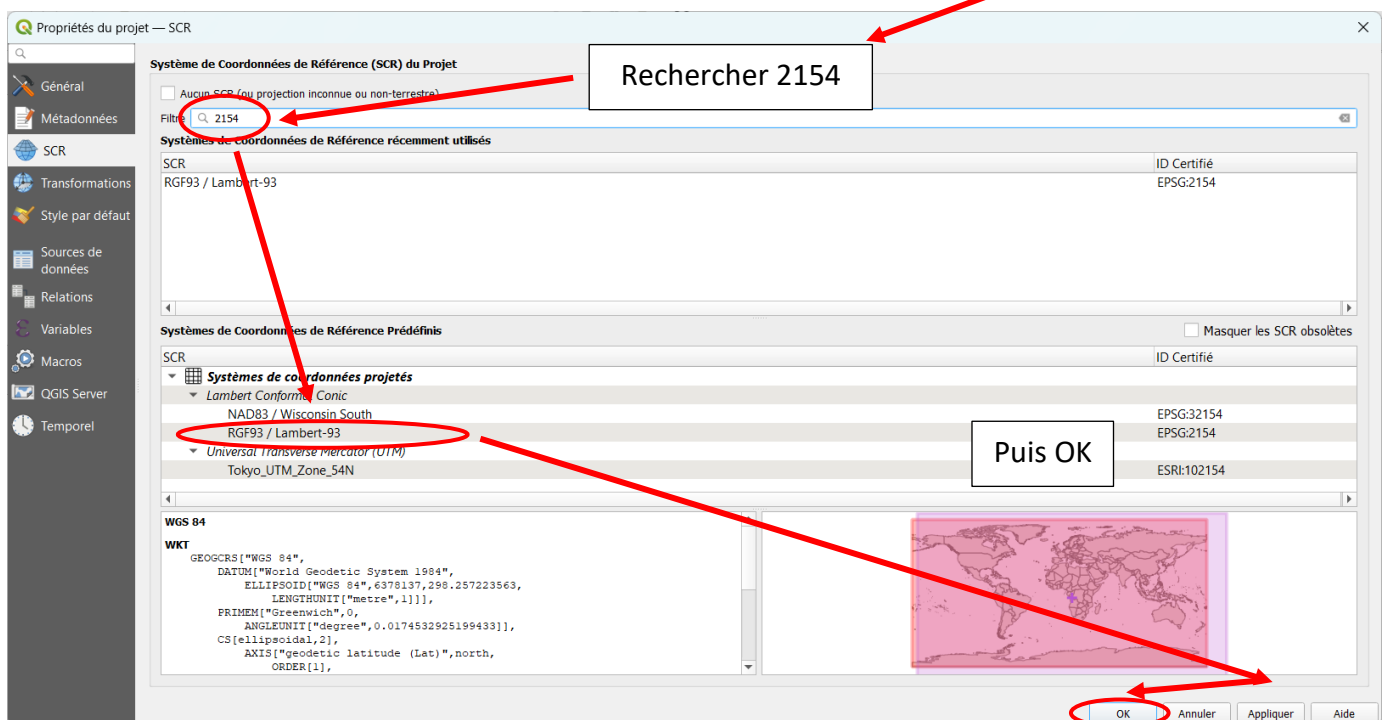 Propriétés du projet — SCR
Système de Coordonnées de Référence (SCR) du Projet
Rechercher 2154
Général
Aucun SCR (ou projection inconnue ou non-terrestre)
Métadonnées
Filtre 2154
SCR
Systèmes de Coordonnées de Référence récemment utilisés
SCR ID Certifié
RGF93 / Lambert-93 EPSG:2154
Transformations
Style par défaut
Sources de
données
Relations
Variables
Macros
QGIS Server
Temporel
Systèmes de Coordonnées de Référence Prédéfinis
Masquer les SCR obsolètes
SCR ID Certifié
Systèmes de coordonnées projetés
Lambert Conformal Conic
NAD83 / Wisconsin South EPSG:32154
RGF93 / Lambert-93 EPSG:2154
Universal Transverse Mercator (UTM)
Tokyo_UTM_Zone_54N ESRI:102154
Puis OK
WGS 84
WKT
GEOGCRS["WGS 84",
DATUM["World Geodetic System 1984",
ELLIPSOID["WGS 84",6378137,298.257223563,
LENGTHUNIT["metre",1]]],
PRIMEM["Greenwich",0,
ANGLEUNIT["degree",0.0174532925199433]],
CS[ellipsoidal,2],
AXIS["geodetic latitude (Lat)",north,
ORDER[1],
OK Annuler Appliquer Aide